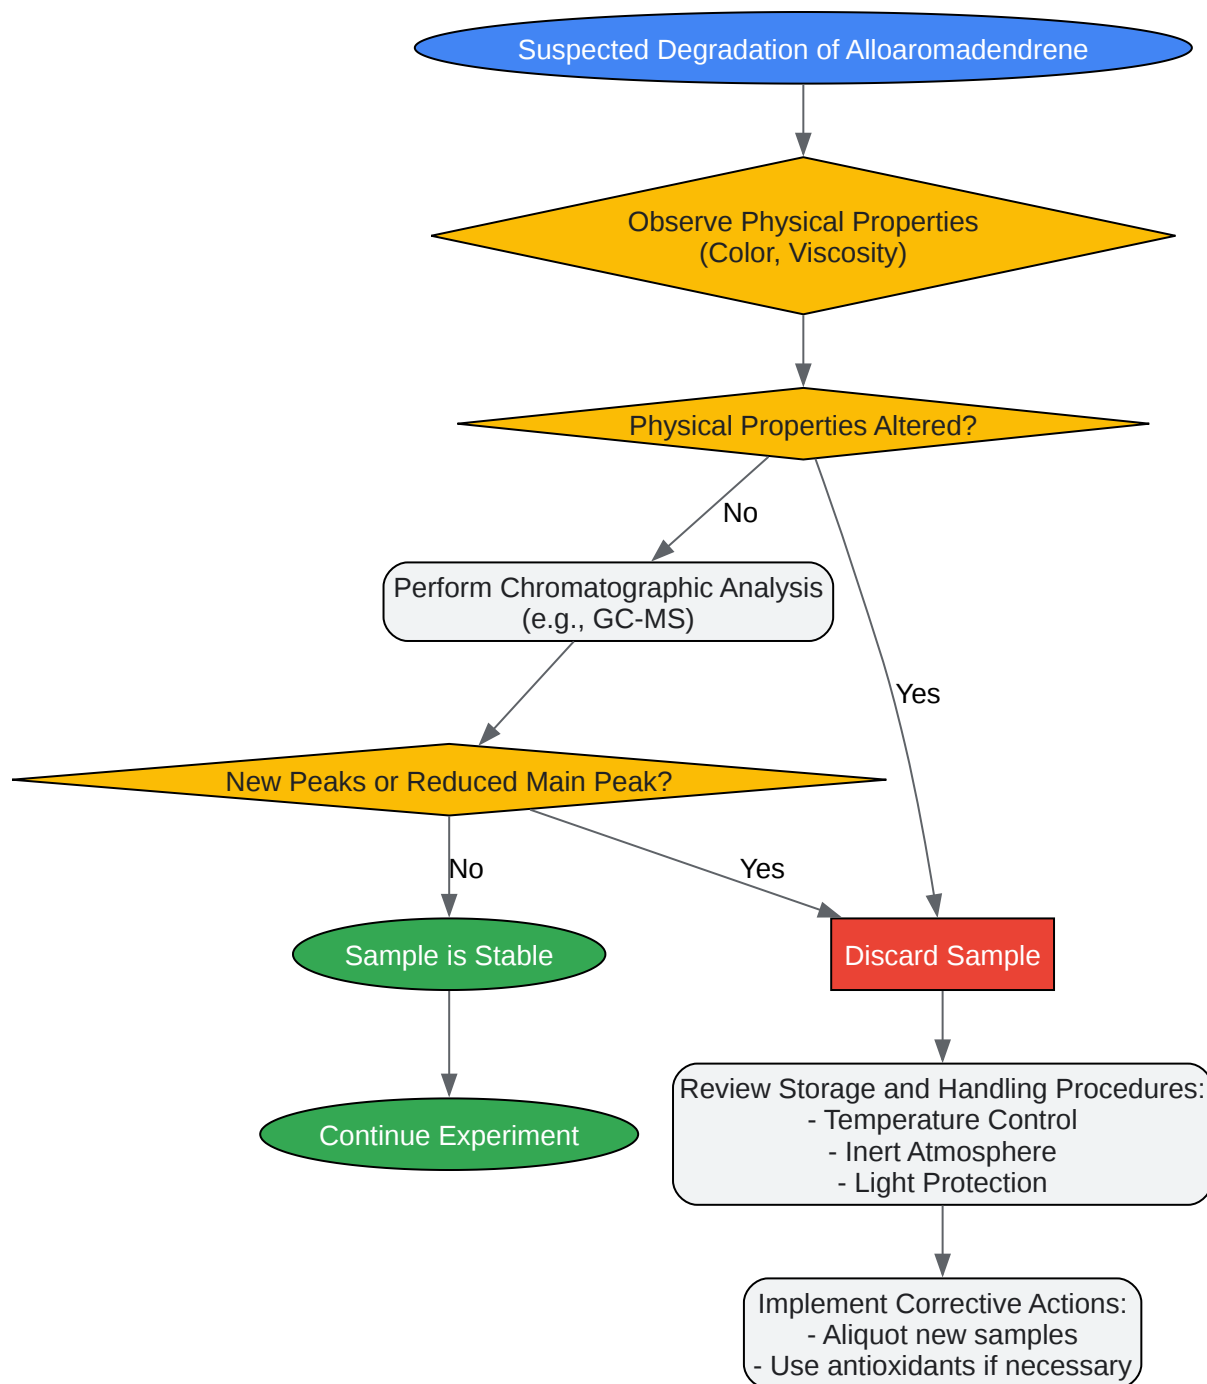 Suspected Degradation of Alloaromadendrene
Observe Physical Properties
(Color, Viscosity)
Physical Properties Altered?
No
Perform Chromatographic Analysis
(e.g., GC-MS)
Yes
New Peaks or Reduced Main Peak?
No
Yes
Sample is Stable
Discard Sample
Continue Experiment
Review Storage and Handling Procedures:
- Temperature Control
- Inert Atmosphere
- Light Protection
Implement Corrective Actions:
- Aliquot new samples
- Use antioxidants if necessary